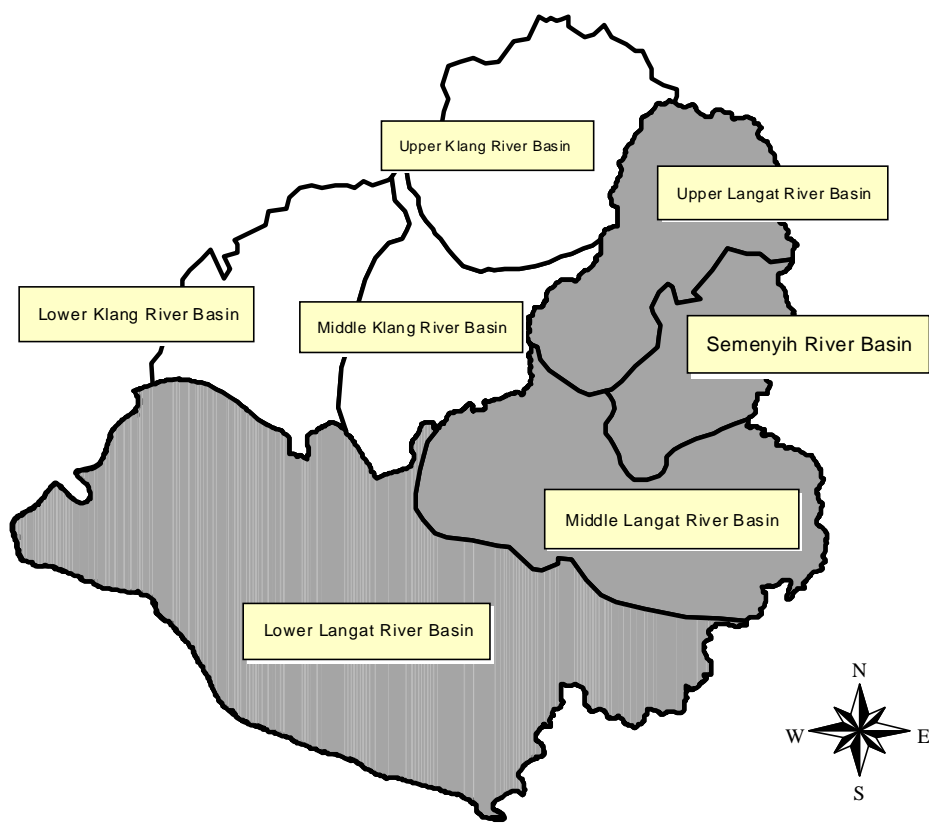 Upper Klang River Basin
Upper Langat River Basin
Lower Klang River Basin
Middle Klang River Basin
Semenyih River Basin
Middle Langat River Basin
Lower Langat River Basin
N
W
E
S